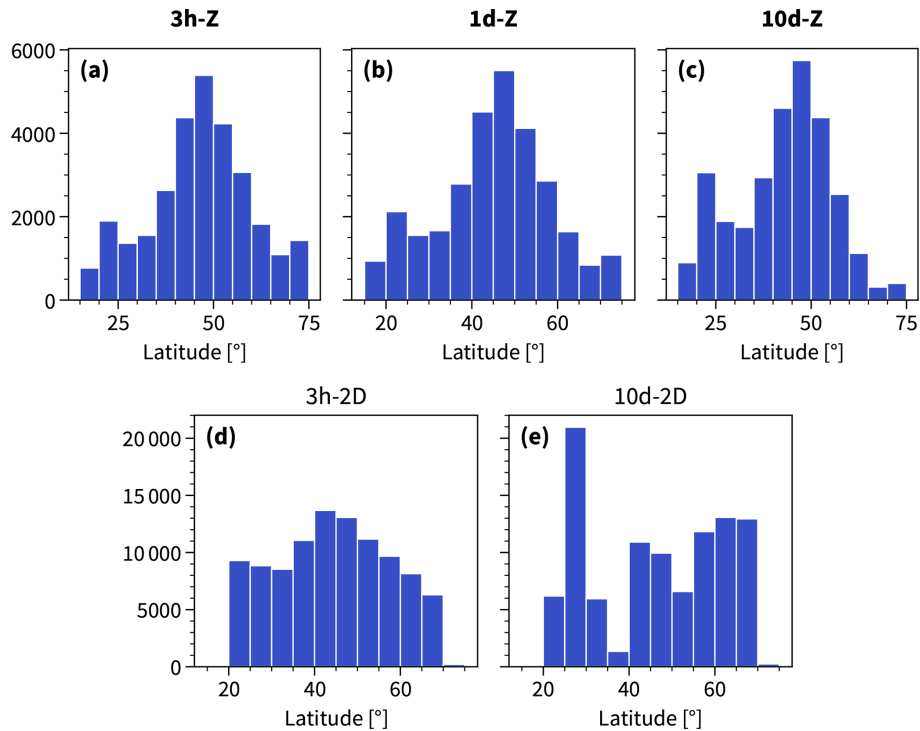 3h-Z 1d-Z 10d-Z
6000 (a) (b) (c)
4000
2000
0
25 50 75 20 40 60 25 50 75
Latitude [°] Latitude [°] Latitude [°]
3h-2D 10d-2D
20 000 (d) (e)
15 000
10 000
5000
0
20 40 60 20 40 60
Latitude [°] Latitude [°]